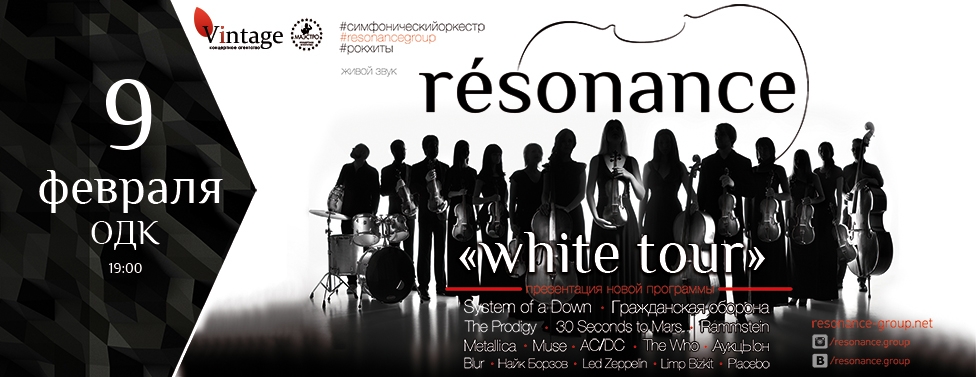 9
февраля
ОДК
19:00
Vintage
концертное агентство
МАЭСТРО
#симфоническийоркестр
#resonancegroup
#рокхиты
живой звук
résonance
«white tour»
презентация новой программы
System of a Down • Гражданская оборона
The Prodigy • 30 Seconds to Mars • Rammstein
Metallica • Muse • AC/DC • The Who • АукцЫон
Blur • Найк Борзов • Led Zeppelin • Limp Bizkit • Placebo
resonance-group.net
/resonance.group
B /resonance.group